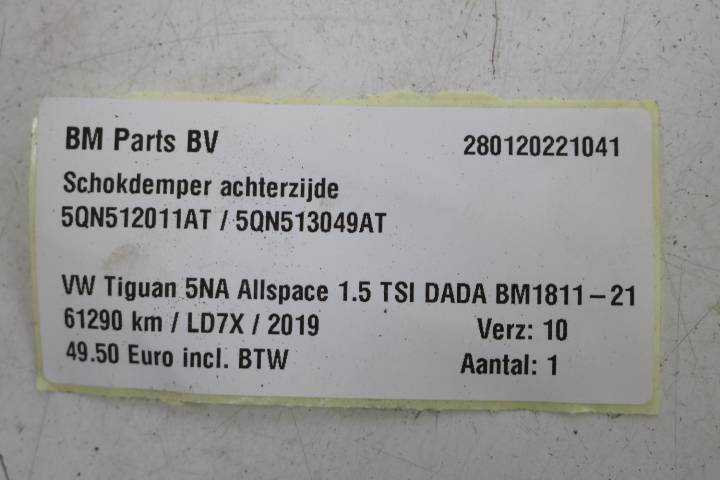 BM Parts BV 280120221041
Schokdemper achterzijde
5QN512011AT / 5QN513049AT
VW Tiguan 5NA Allspace 1.5 TSI DADA BM1811-21
61290 km / LD7X / 2019 Verz: 10
49.50 Euro incl. BTW Aantal: 1